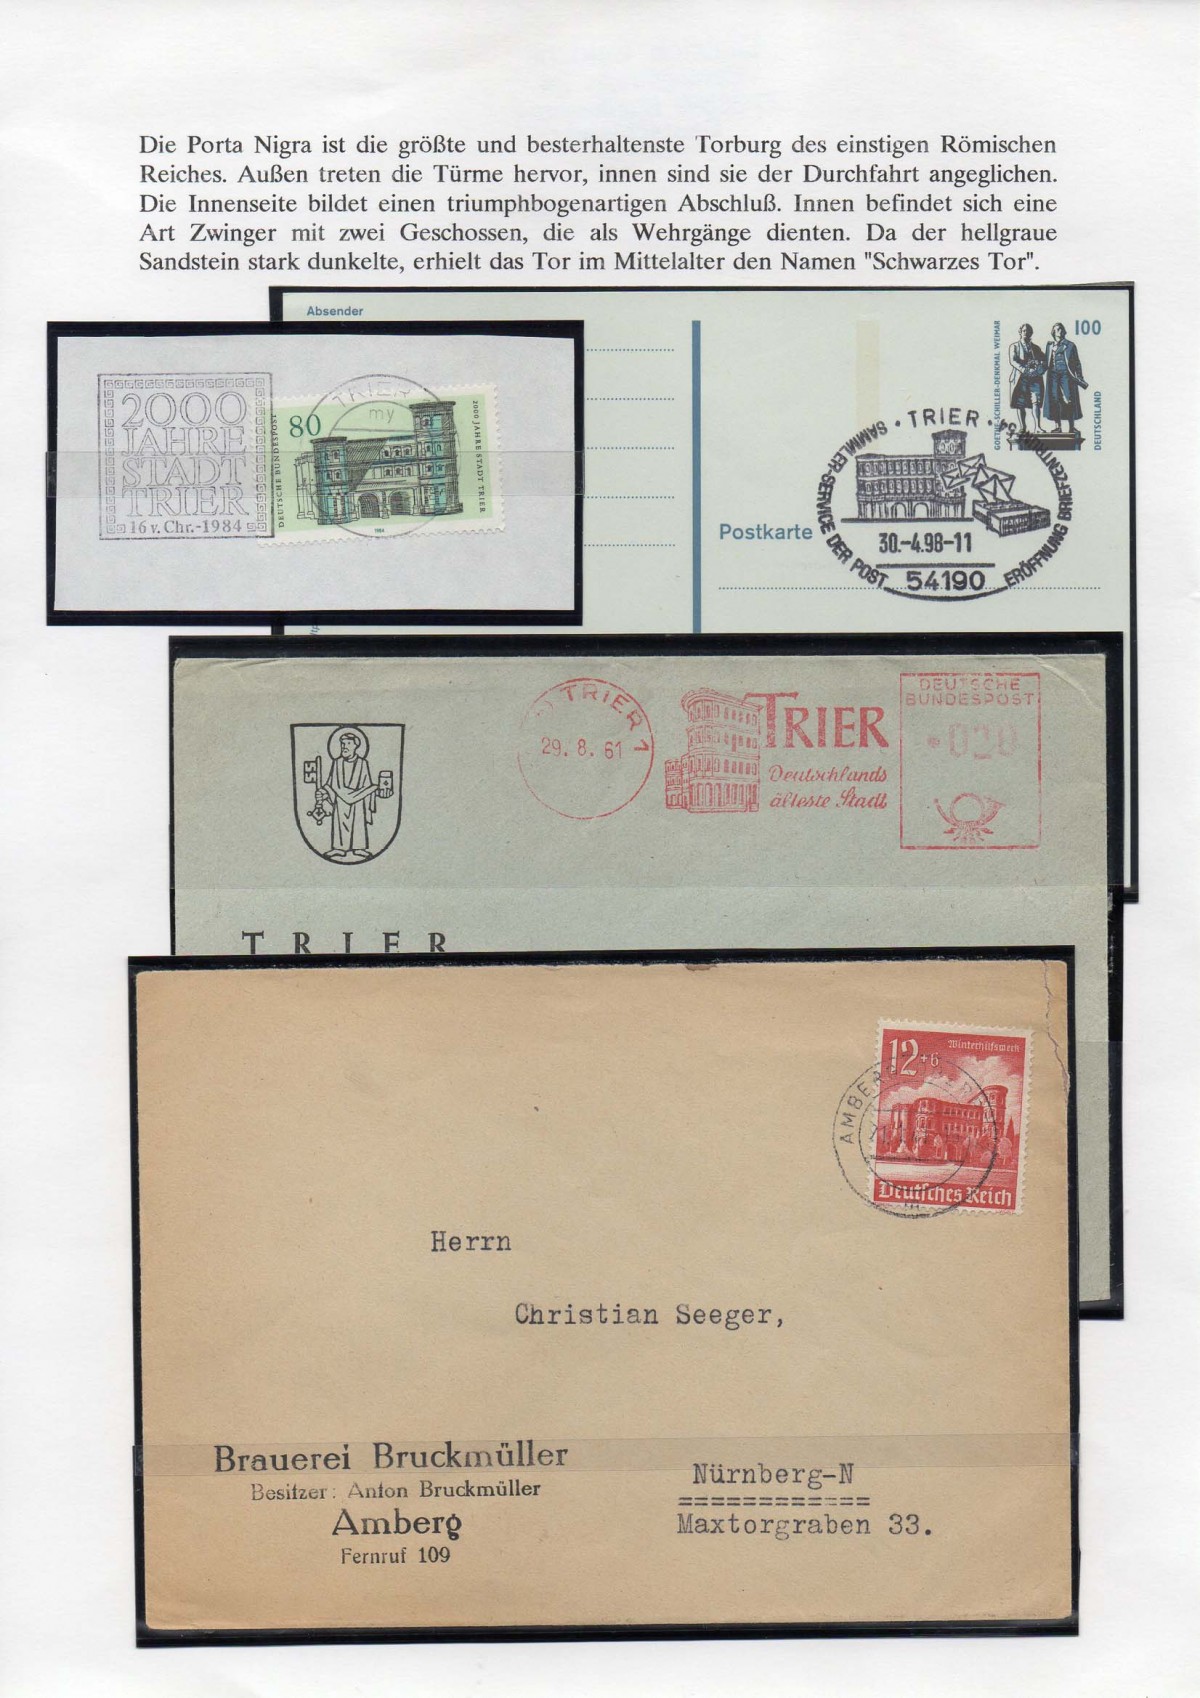 Die Porta Nigra ist die größte und besterhaltenste Torburg des einstigen Römischen
Reiches. Außen treten die Türme hervor, innen sind sie der Durchfahrt angeglichen.
Die Innenseite bildet einen triumphbogenartigen Abschluß. Innen befindet sich eine
Art Zwinger mit zwei Geschossen, die als Wehrgänge dienten. Da der hellgraue
Sandstein stark dunkelte, erhielt das Tor im Mittelalter den Namen "Schwarzes Tor".
Absender
2000
JAHRE
STADT
TRIER
16 v. Chr.-1984
80
DEUTSCHE BUNDESPOST
2000 JAHRE STADT TRIER
1984
TRIER
my
Postkarte
GOETHE-SCHILLER-DENKMAL WEIMAR
100
DEUTSCHLAND
· TRIER ·
SAMMLER-SERVICE DER POST
ERÖFFNUNG BRIEFZENTRUM 54
30.-4.98-11
54190
TRIER 1
29. 8. 61
TRIER
Deutschlands
älteste Stadt
DEUTSCHE
BUNDESPOST
020
TRIER
12+6
Winterhilfswerk
Deutsches Reich
AMBERG
Herrn
Christian Seeger,
Brauerei Bruckmüller
Besitzer: Anton Bruckmüller
Amberg
Fernruf 109
Nürnberg-N
============
Maxtorgraben 33.